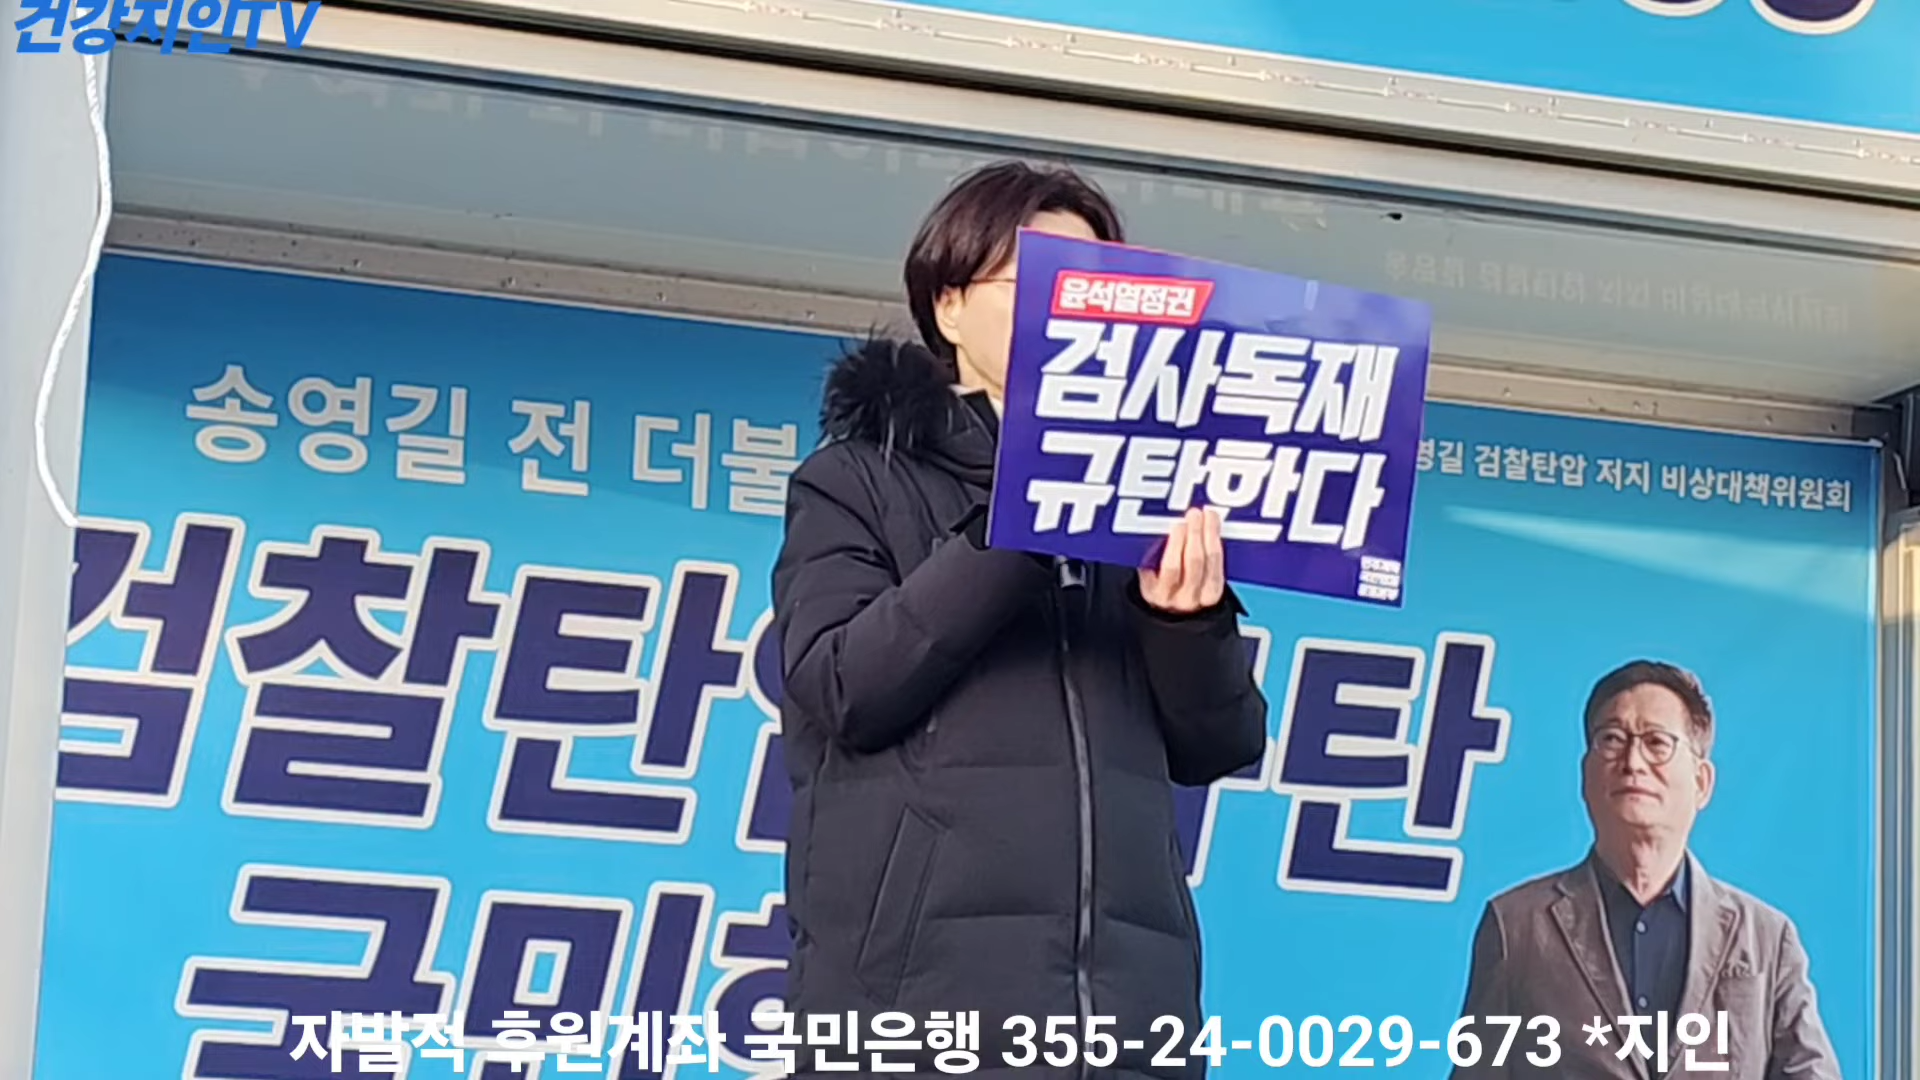 건강지인TV
송영길 전 더불
영길 검찰탄압 저지 비상대책위원회
검찰탄
규탄
국민
윤석열정권
검사독재
규탄한다
자발적 후원계좌 국민은행 355-24-0029-673 *지인